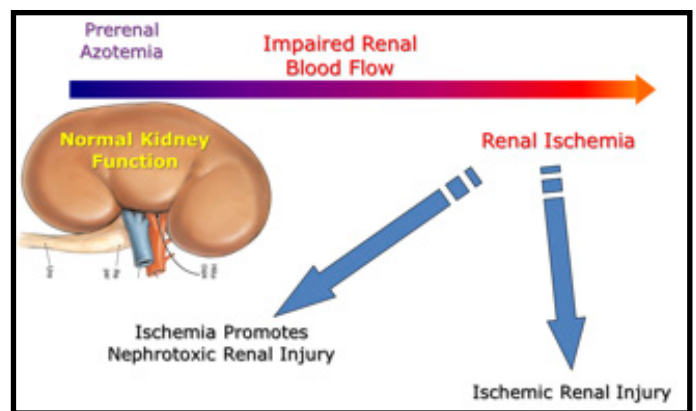 Prerenal
Azotemia
Impaired Renal
Blood Flow
Normal Kidney
Function
Renal Ischemia
Ischemia Promotes
Nephrotoxic Renal Injury
Ischemic Renal Injury